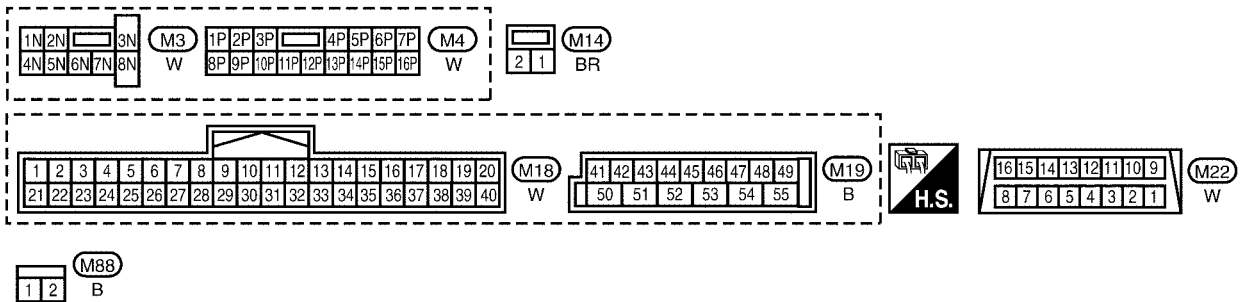 1N 2N 3N M3 1P 2P 3P 4P 5P 6P 7P M4 M14
4N 5N 6N 7N 8N W 8P 9P 10P 11P 12P 13P 14P 15P 16P W 2 1 BR
1 2 3 4 5 6 7 8 9 10 11 12 13 14 15 16 17 18 19 20 M18 41 42 43 44 45 46 47 48 49 M19 16 15 14 13 12 11 10 9 M22
21 22 23 24 25 26 27 28 29 30 31 32 33 34 35 36 37 38 39 40 W 50 51 52 53 54 55 B H.S. 8 7 6 5 4 3 2 1 W
M88
1 2 B